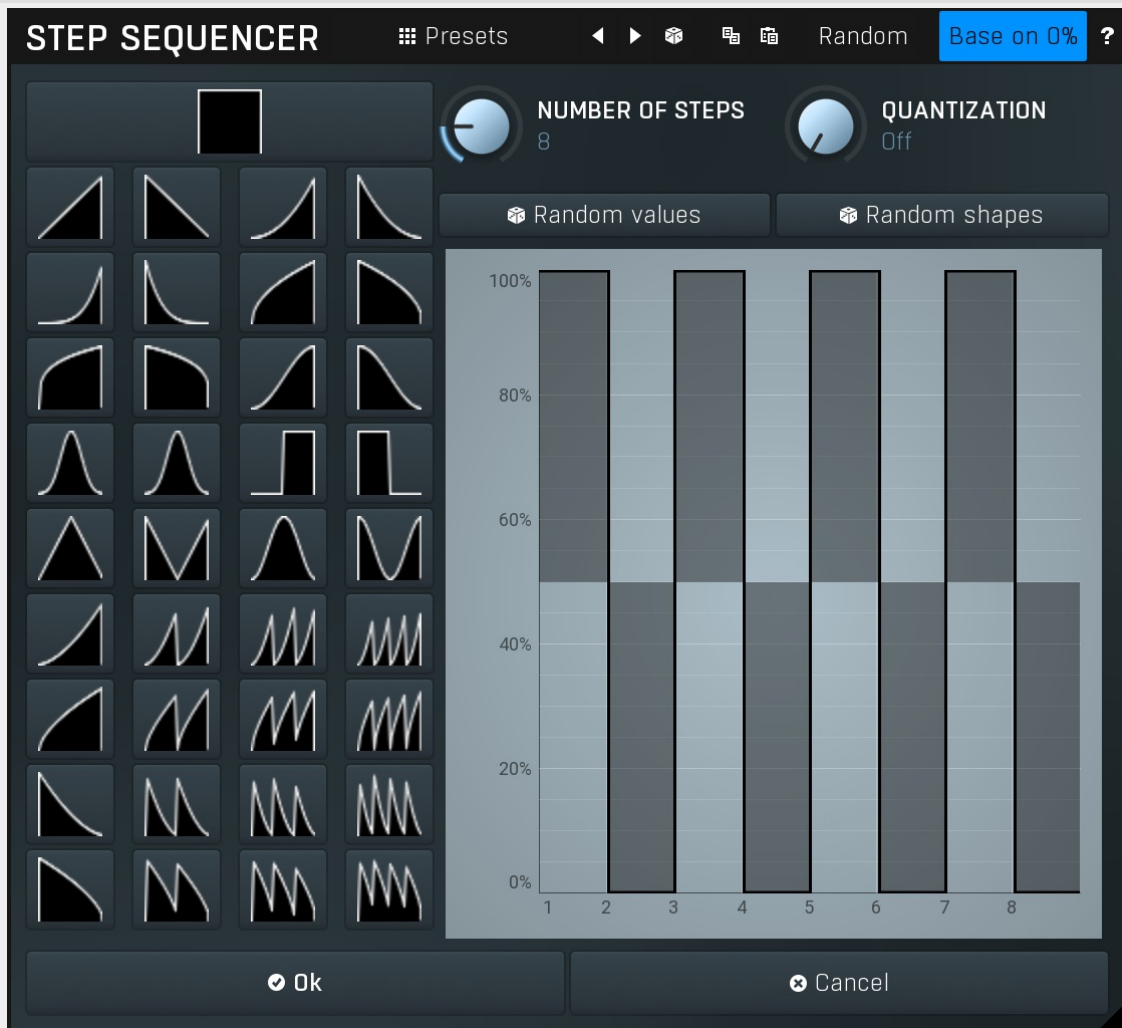 STEP SEQUENCER Presets Random Base on 0% ?
NUMBER OF STEPS
8
QUANTIZATION
Off
Random values Random shapes
100%
80%
60%
40%
20%
0%
1 2 3 4 5 6 7 8
Ok Cancel